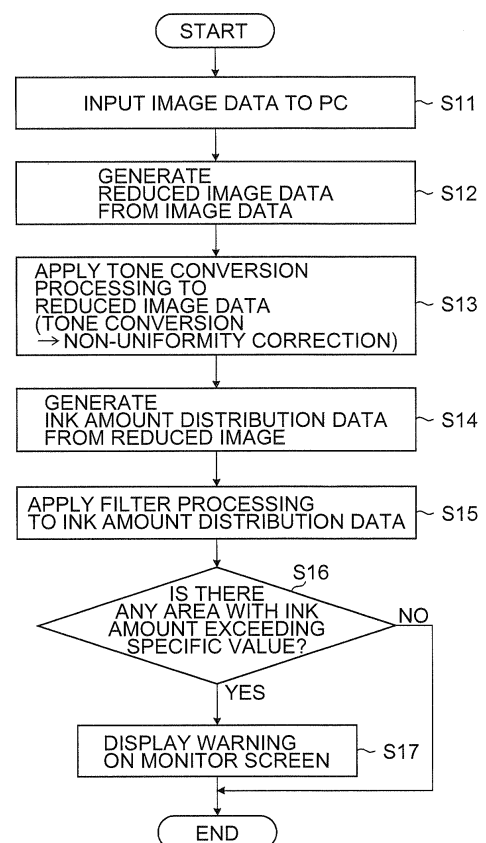 START
INPUT IMAGE DATA TO PC
S11
GENERATE
REDUCED IMAGE DATA
FROM IMAGE DATA
S12
APPLY TONE CONVERSION
PROCESSING TO
REDUCED IMAGE DATA
(TONE CONVERSION
→ NON-UNIFORMITY CORRECTION)
S13
GENERATE
INK AMOUNT DISTRIBUTION DATA
FROM REDUCED IMAGE
S14
APPLY FILTER PROCESSING
TO INK AMOUNT DISTRIBUTION DATA
S15
S16
IS THERE
ANY AREA WITH INK
AMOUNT EXCEEDING
SPECIFIC VALUE?
NO
YES
DISPLAY WARNING
ON MONITOR SCREEN
S17
END